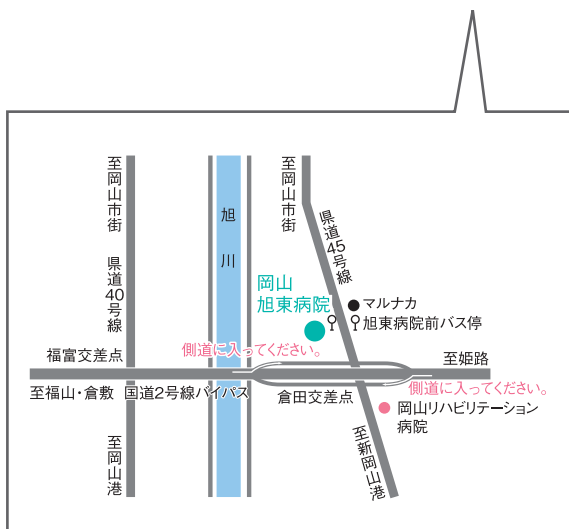 至岡山市街
至岡山市街
旭川
県道45号線
県道40号線
岡山
旭東病院
マルナカ
旭東病院前バス停
側道に入ってください。
福富交差点
至姫路
側道に入ってください。
至福山・倉敷
国道2号線バイパス
倉田交差点
岡山リハビリテーション
病院
至岡山港
至新岡山港